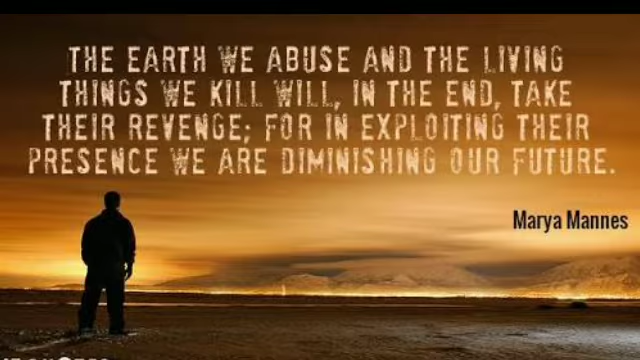 THE EARTH WE ABUSE AND THE LIVING
THINGS WE KILL WILL, IN THE END, TAKE
THEIR REVENGE; FOR IN EXPLOITING THEIR
PRESENCE WE ARE DIMINISHING OUR FUTURE.
Marya Mannes